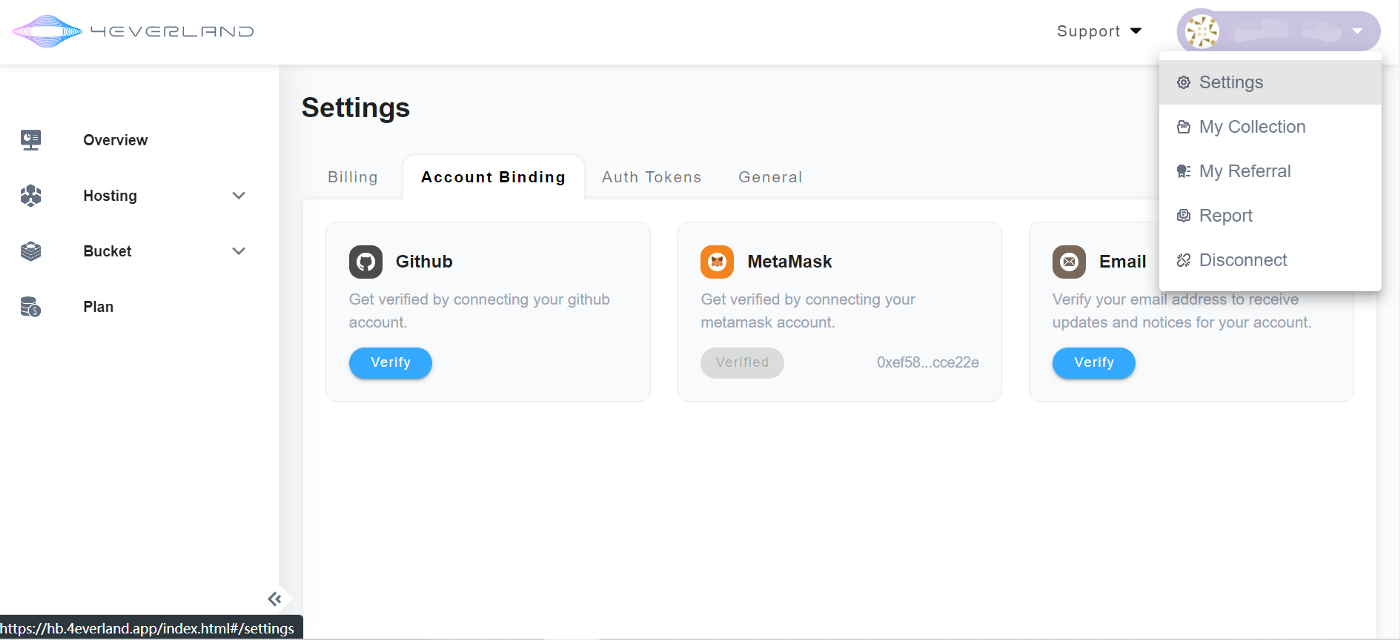 4EVERLAND
Support
Settings
My Collection
My Referral
Report
Disconnect
Overview
Hosting
Bucket
Plan
Settings
Billing
Account Binding
Auth Tokens
General
Github
Get verified by connecting your github
account.
Verify
MetaMask
Get verified by connecting your
metamask account.
Verified
0xef58...cce22e
Email
Verify your email address to receive
updates and notices for your account.
Verify
https://hb.4everland.app/index.html#/settings